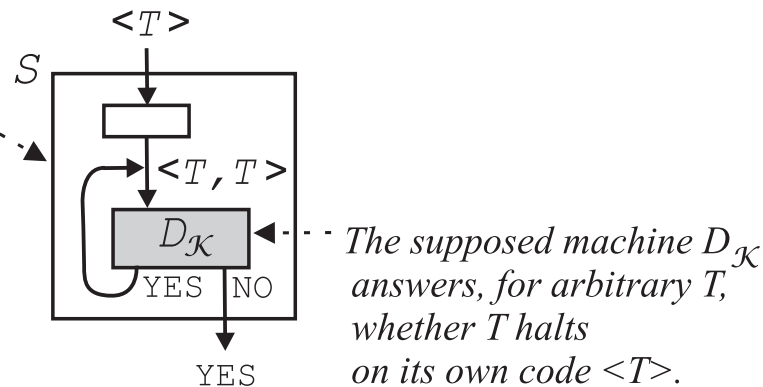 <T>
S
<T, T>
D𝒦
YES NO
YES
The supposed machine D𝒦
answers, for arbitrary T,
whether T halts
on its own code <T>.